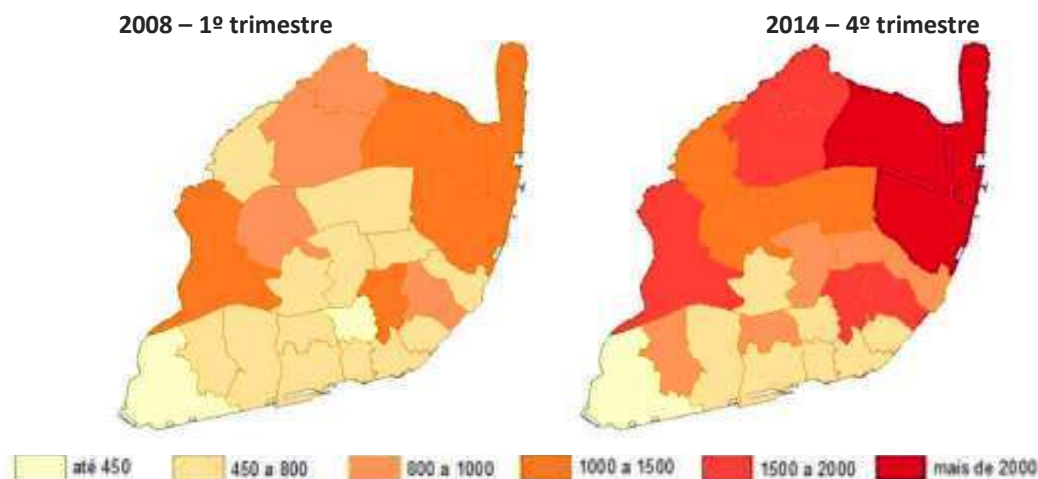 2008 – 1º trimestre
2014 – 4º trimestre
até 450
450 a 800
800 a 1000
1000 a 1500
1500 a 2000
mais de 2000